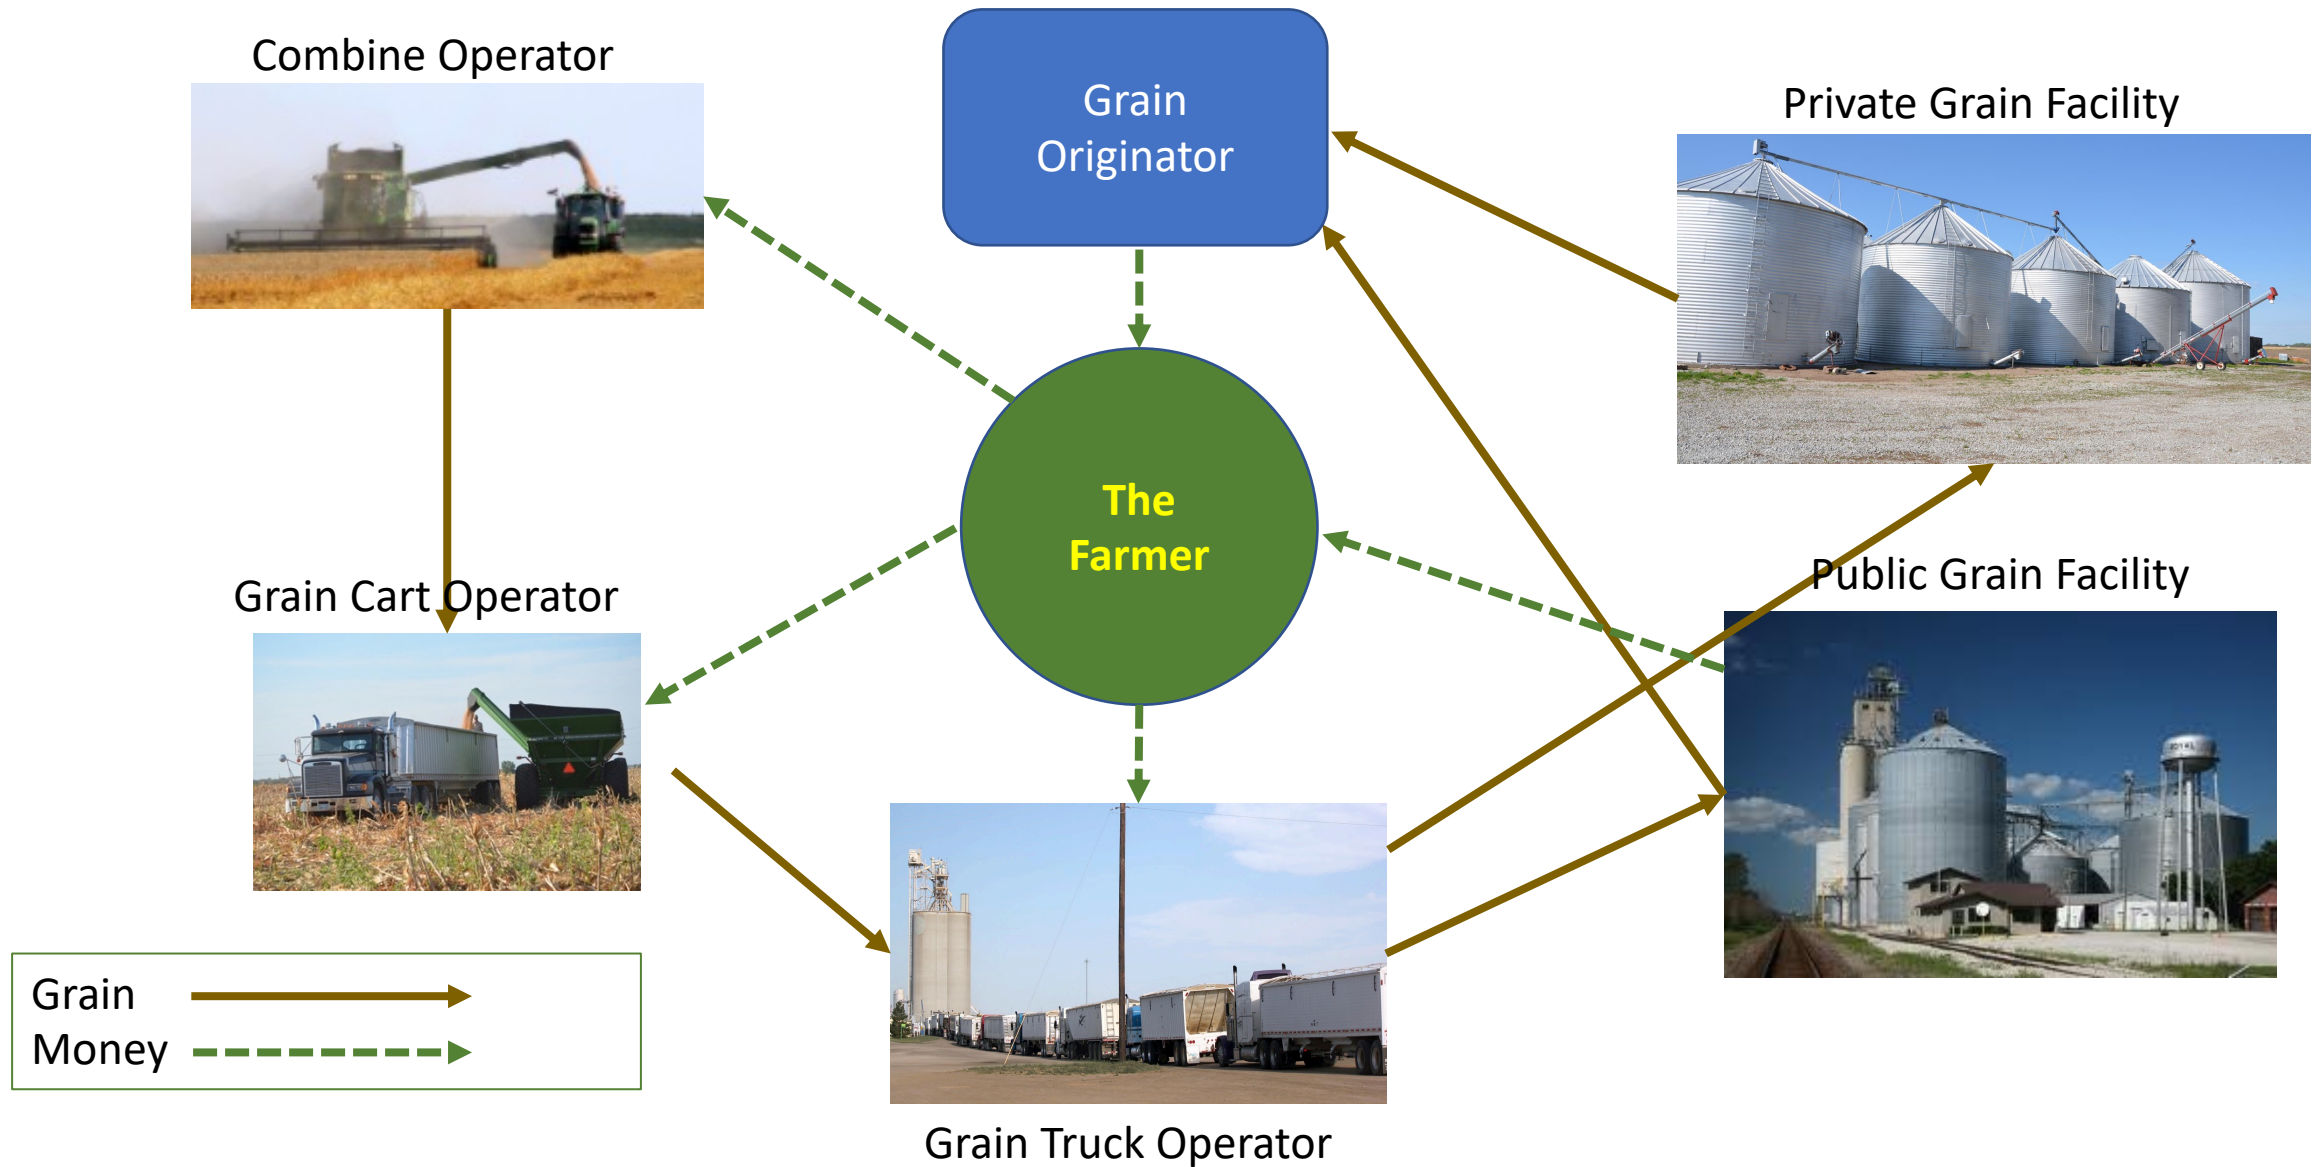 Combine Operator
Grain
Originator
Private Grain Facility
The
Farmer
Public Grain Facility
Grain Cart Operator
Grain
Money
Grain Truck Operator